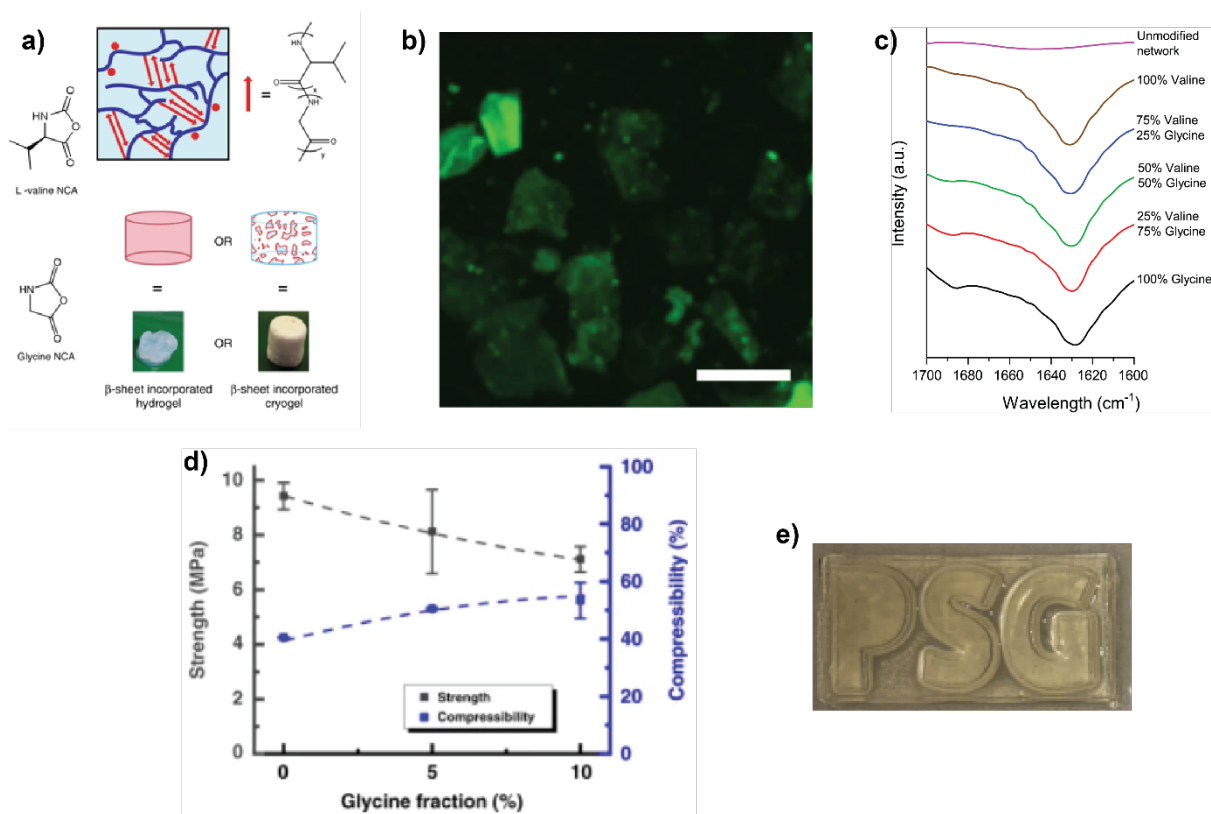 a)
HN
O
O
O
L -valine NCA
=
HN
O
x
NH
O
y
OR
=
=
HN
O
O
O
Glycine NCA
OR
β-sheet incorporated
hydrogel
β-sheet incorporated
cryogel
b)
c)
Unmodified
network
100% Valine
75% Valine
25% Glycine
50% Valine
50% Glycine
25% Valine
75% Glycine
100% Glycine
Intensity (a.u.)
1700 1680 1660 1640 1620 1600
Wavelength (cm⁻¹)
d)
10
8
6
4
2
0
Strength (MPa)
100
80
60
40
20
0
Compressibility (%)
Strength
Compressibility
0 5 10
Glycine fraction (%)
e)
PSG